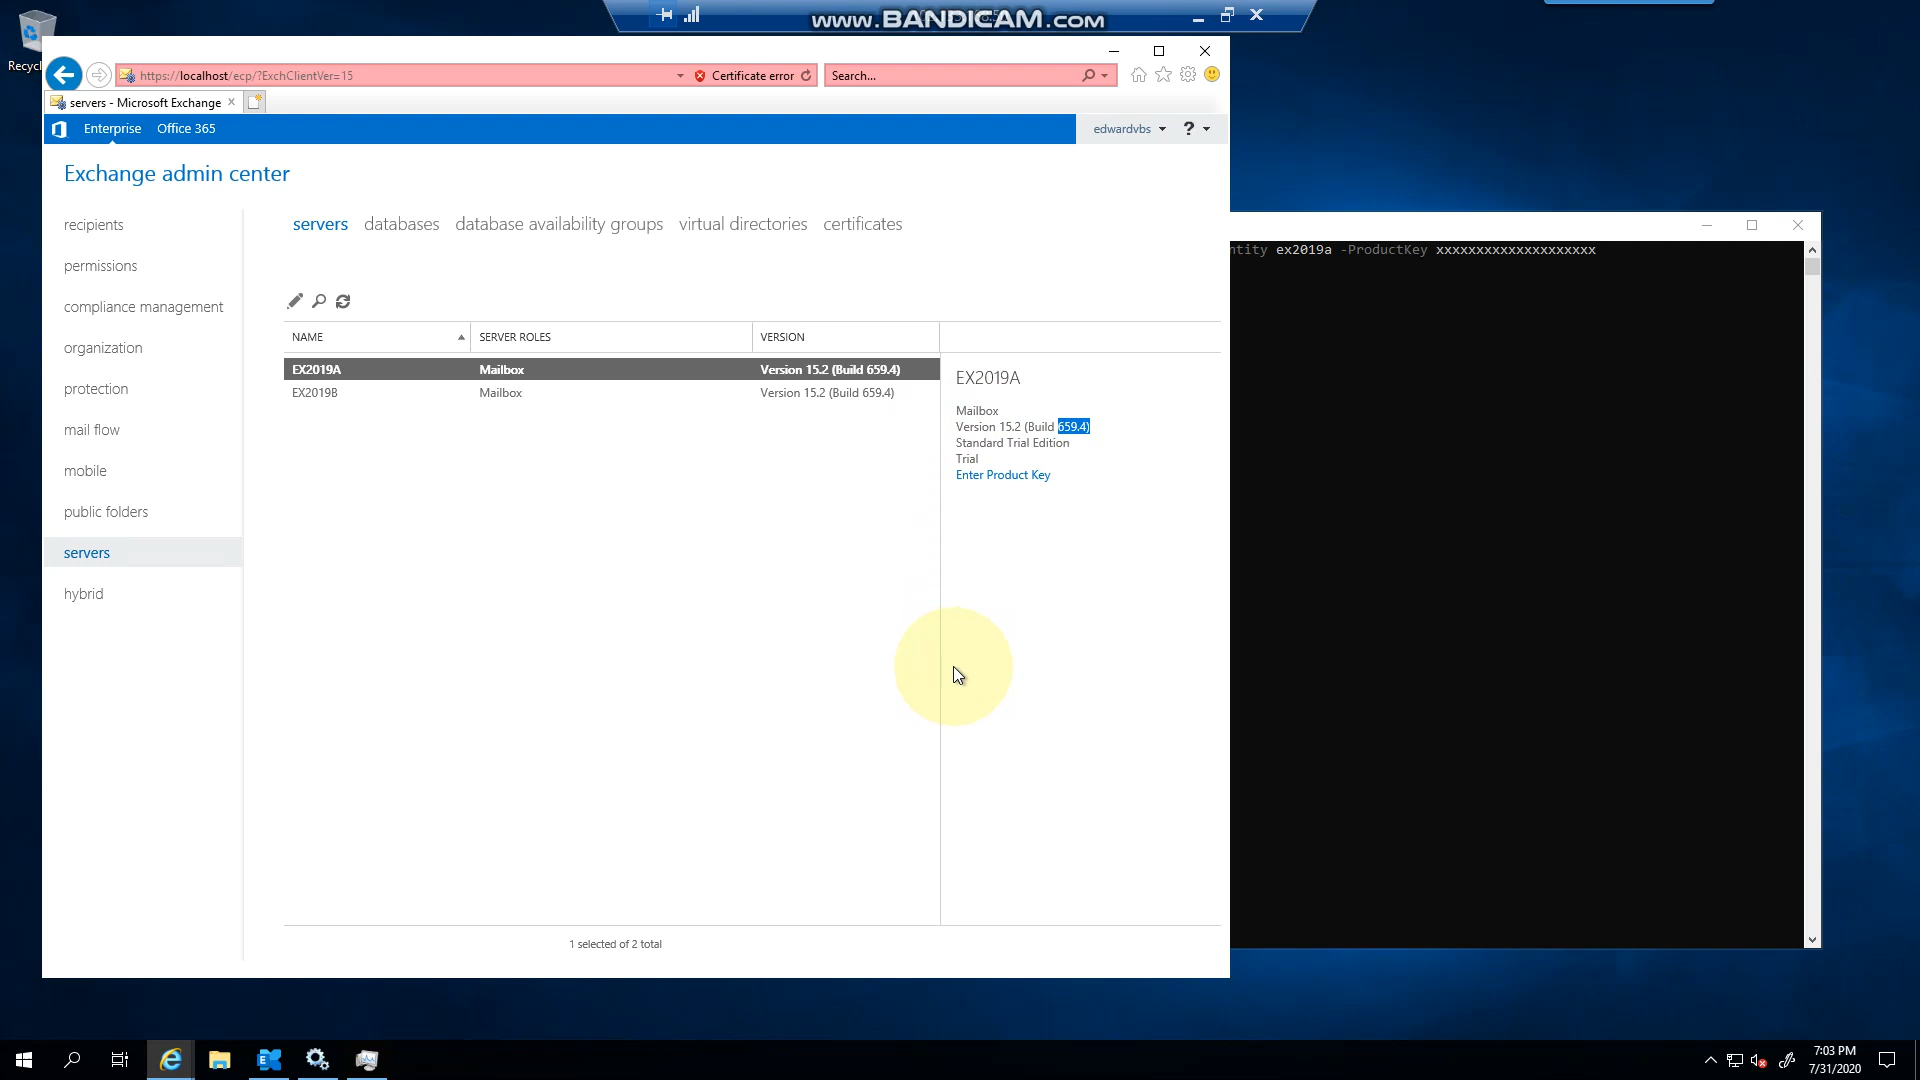 www.BANDICAM.com
Recycl
https://localhost/ecp/?ExchClientVer=15
Certificate error
Search...
servers - Microsoft Exchange
Enterprise
Office 365
edwardvbs
?
Exchange admin center
recipients
permissions
compliance management
organization
protection
mail flow
mobile
public folders
servers
hybrid
servers
databases
database availability groups
virtual directories
certificates
NAME
SERVER ROLES
VERSION
EX2019A
Mailbox
Version 15.2 (Build 659.4)
EX2019B
Mailbox
Version 15.2 (Build 659.4)
EX2019A
Mailbox
Version 15.2 (Build 659.4)
Standard Trial Edition
Trial
Enter Product Key
1 selected of 2 total
ntity ex2019a -ProductKey xxxxxxxxxxxxxxxxxxxx
7:03 PM
7/31/2020